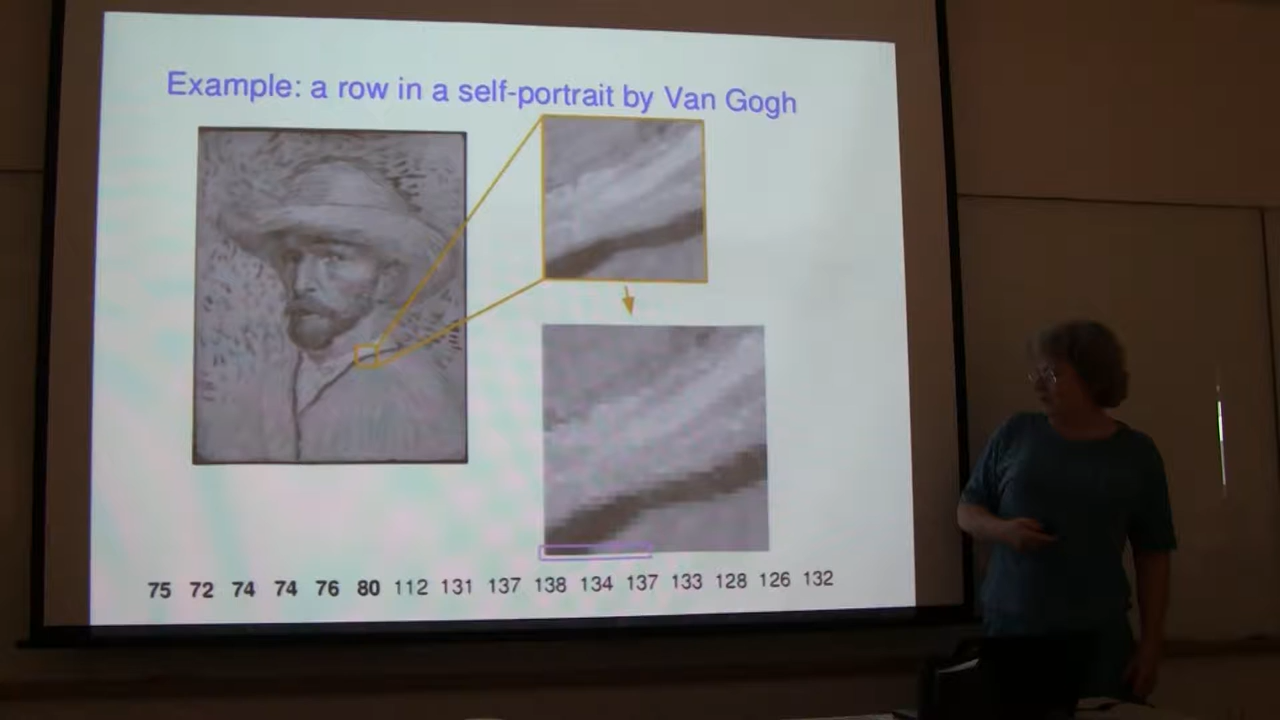 Example: a row in a self-portrait by Van Gogh
75 72 74 74 76 80 112 131 137 138 134 137 133 128 126 132